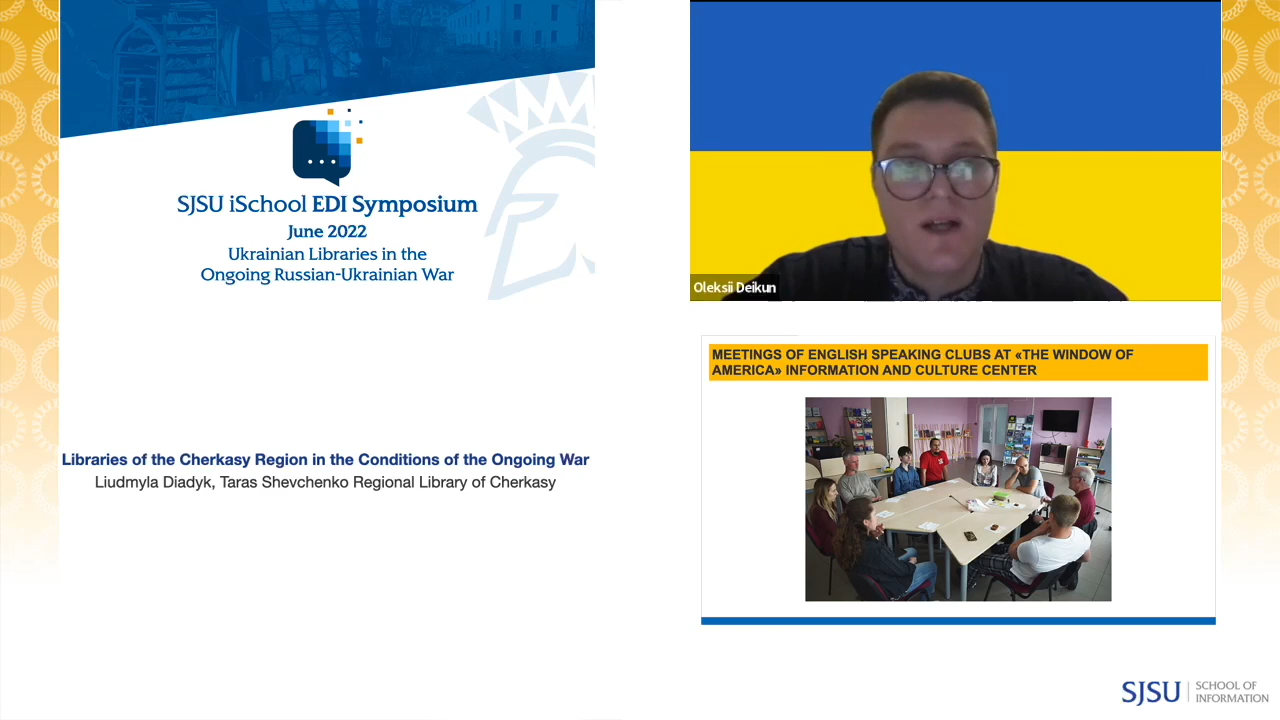 SJSU iSchool EDI Symposium
June 2022
Ukrainian Libraries in the
Ongoing Russian-Ukrainian War
Libraries of the Cherkasy Region in the Conditions of the Ongoing War
Liudmyla Diadyk, Taras Shevchenko Regional Library of Cherkasy
Oleksii Deikun
MEETINGS OF ENGLISH SPEAKING CLUBS AT «THE WINDOW OF
AMERICA» INFORMATION AND CULTURE CENTER
SJSU SCHOOL OF
INFORMATION